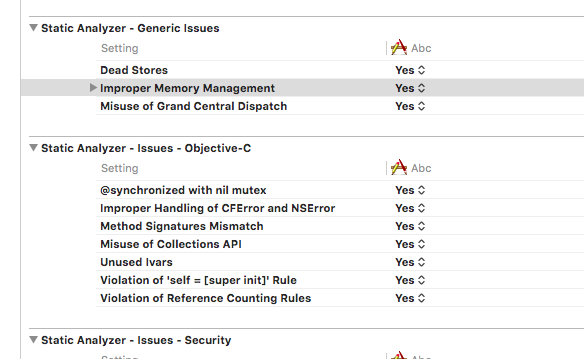 Static Analyzer - Generic Issues
Setting Abc
Dead Stores Yes
Improper Memory Management Yes
Misuse of Grand Central Dispatch Yes
Static Analyzer - Issues - Objective-C
Setting Abc
@synchronized with nil mutex Yes
Improper Handling of CFError and NSError Yes
Method Signatures Mismatch Yes
Misuse of Collections API Yes
Unused Ivars Yes
Violation of 'self = [super init]' Rule Yes
Violation of Reference Counting Rules Yes
Static Analyzer - Issues - Security
Setting Abc